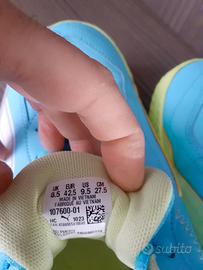 UK EUR US CM
8.5 42.5 9.5 27.5
MADE IN VIETNAM
FABRIQUÉ AU VIETNAM
107600-01
HC 1023
subito